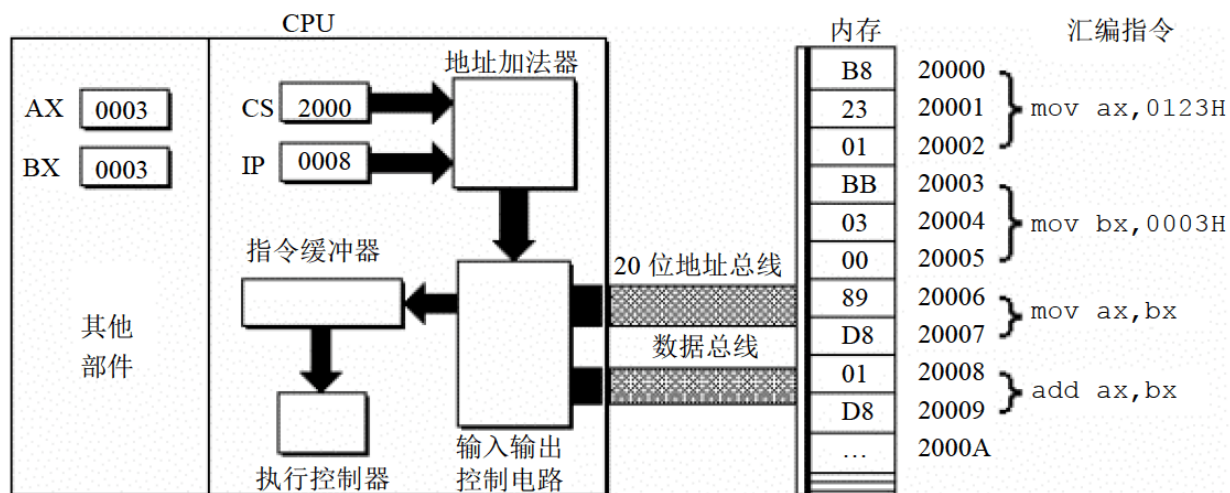 CPU
AX 0003
BX 0003
其他
部件
地址加法器
CS 2000
IP 0008
指令缓冲器
执行控制器
输入输出
控制电路
20 位地址总线
数据总线
内存 汇编指令
B8 20000
23 20001 mov ax,0123H
01 20002
BB 20003
03 20004 mov bx,0003H
00 20005
89 20006 mov ax,bx
D8 20007
01 20008 add ax,bx
D8 20009
… 2000A